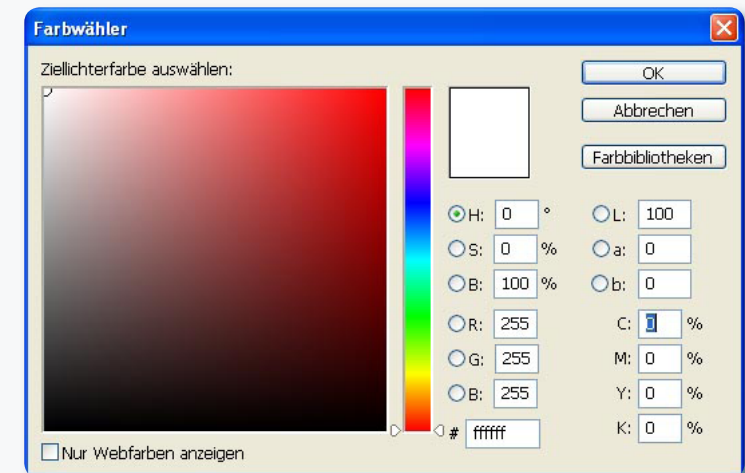 Farbwähler
Ziellichterfarbe auswählen:
OK
Abbrechen
Farbbibliotheken
H: 0 °
S: 0 %
B: 100 %
R: 255
G: 255
B: 255
# ffffff
L: 100
a: 0
b: 0
C: 0 %
M: 0 %
Y: 0 %
K: 0 %
Nur Webfarben anzeigen